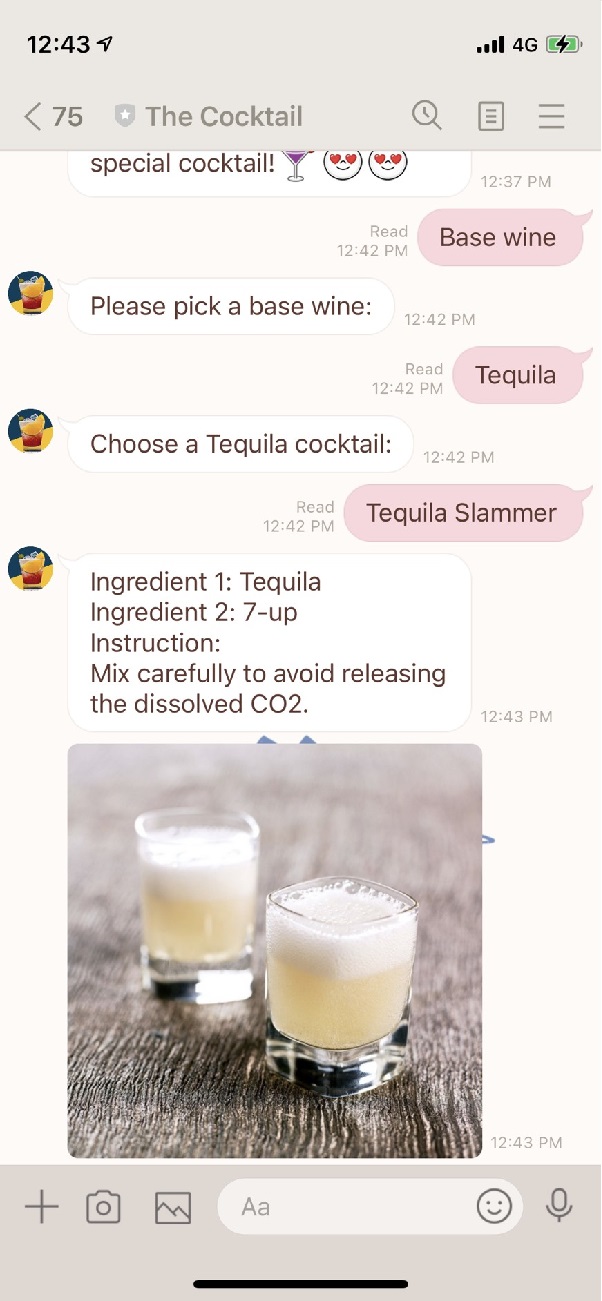 12:43
4G
75
The Cocktail
special cocktail!
12:37 PM
Read
12:42 PM
Base wine
Please pick a base wine:
12:42 PM
Read
12:42 PM
Tequila
Choose a Tequila cocktail:
12:42 PM
Read
12:42 PM
Tequila Slammer
Ingredient 1: Tequila
Ingredient 2: 7-up
Instruction:
Mix carefully to avoid releasing
the dissolved CO2.
12:43 PM
12:43 PM
Aa